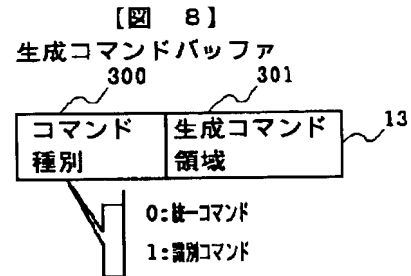 【図 8】
生成コマンドバッファ
300 301
コマンド種別 生成コマンド領域 13
0:統一コマンド
1:識別コマンド